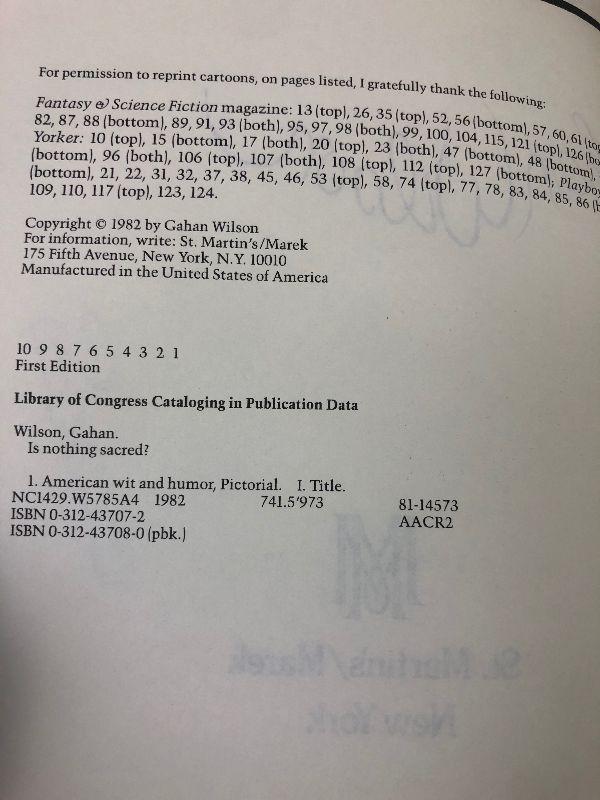 For permission to reprint cartoons, on pages listed, I gratefully thank the following:
Fantasy & Science Fiction magazine: 13 (top), 26, 35 (top), 52, 56 (bottom), 57, 60, 61
82, 87, 88 (bottom), 89, 91, 93 (both), 95, 97, 98 (both), 99, 100, 104, 115, 121 (top), 126
Yorker: 10 (top), 15 (bottom), 17 (both), 20 (top), 23 (both), 47 (bottom), 48 (bottom),
(bottom), 96 (both), 106 (top), 107 (both), 108 (top), 112 (top), 127 (bottom); Playboy
(bottom), 21, 22, 31, 32, 37, 38, 45, 46, 53 (top), 58, 74 (top), 77, 78, 83, 84, 85, 86
109, 110, 117 (top), 123, 124.
Copyright © 1982 by Gahan Wilson
For information, write: St. Martin's/Marek
175 Fifth Avenue, New York, N.Y. 10010
Manufactured in the United States of America
10 9 8 7 6 5 4 3 2 1
First Edition
Library of Congress Cataloging in Publication Data
Wilson, Gahan.
Is nothing sacred?
1. American wit and humor, Pictorial. I. Title.
NC1429.W5785A4 1982 741.5'973 81-14573
ISBN 0-312-43707-2 AACR2
ISBN 0-312-43708-0 (pbk.)
St. Martin's/Marek
New York